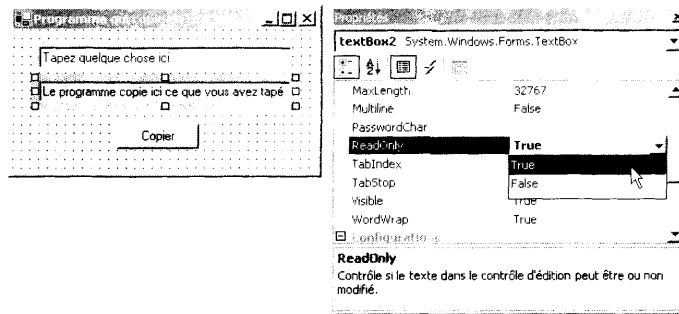 Programme
Tapez quelque chose ici
Le programme copie ici ce que vous avez tapé
Copier
Propriétés
textBox2 System.Windows.Forms.TextBox
MaxLength 32767
Multiline False
PasswordChar
ReadOnly True
TabIndex True
TabStop False
Visible True
WordWrap True
Configurations
ReadOnly
Contrôle si le texte dans le contrôle d'édition peut être ou non
modifié.